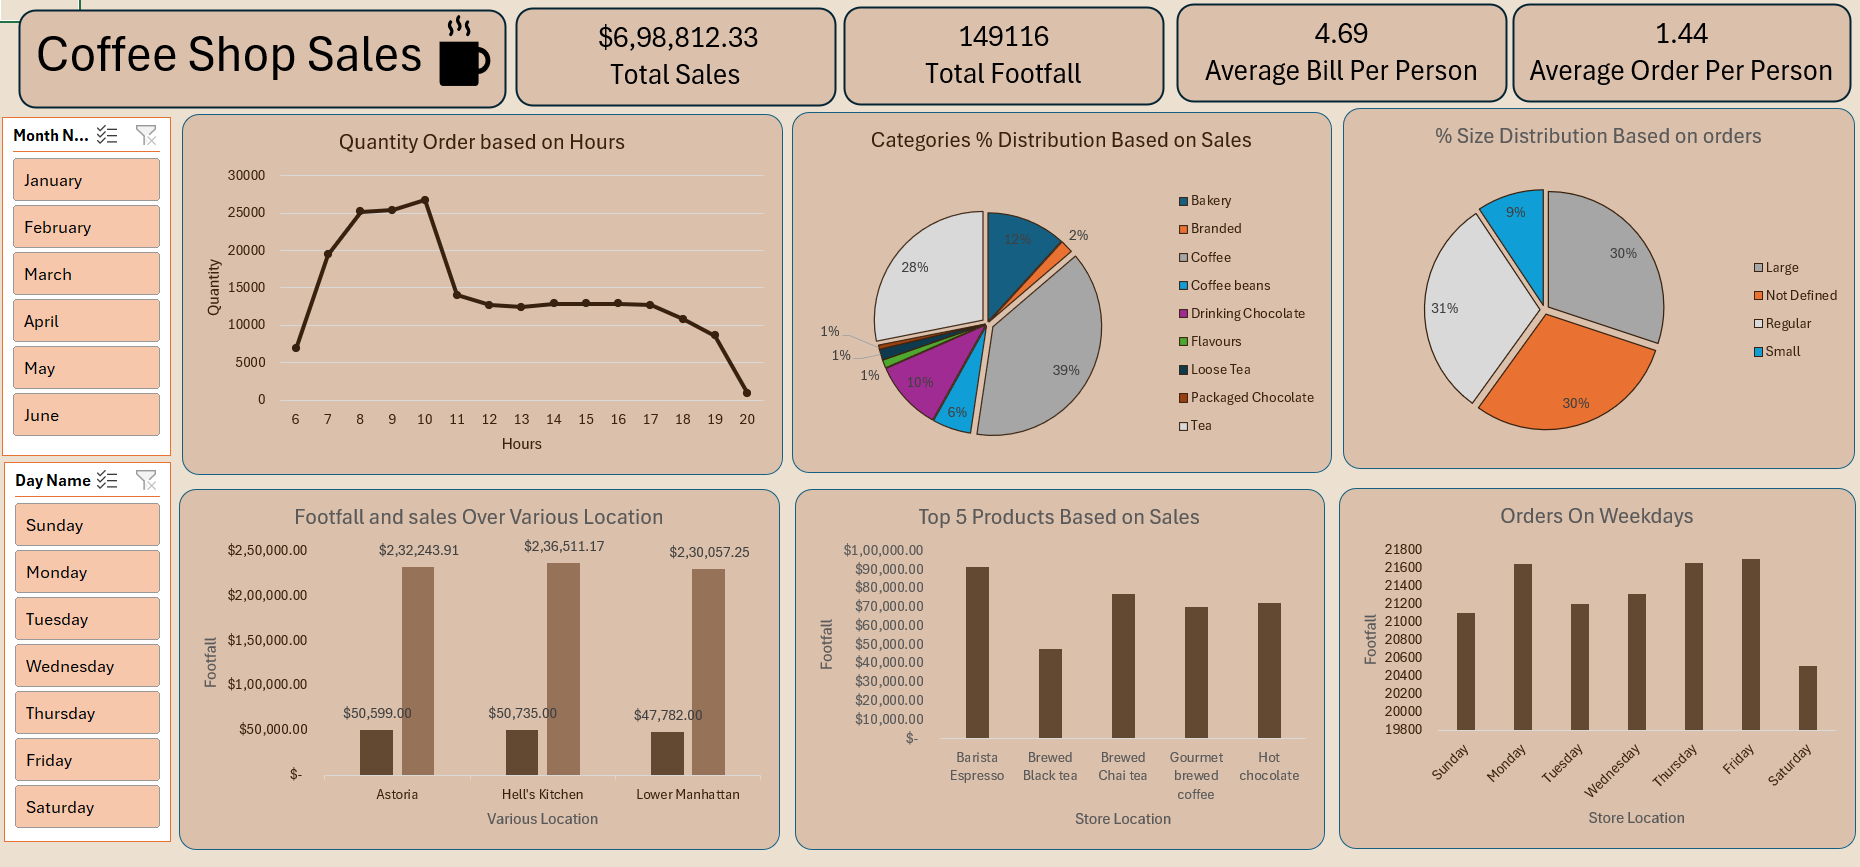 Coffee Shop Sales
$6,98,812.33
Total Sales
149116
Total Footfall
4.69
Average Bill Per Person
1.44
Average Order Per Person
Month N...
January
February
March
April
May
June
Day Name
Sunday
Monday
Tuesday
Wednesday
Thursday
Friday
Saturday
Quantity Order based on Hours
Quantity
30000
25000
20000
15000
10000
5000
0
6 7 8 9 10 11 12 13 14 15 16 17 18 19 20
Hours
Categories % Distribution Based on Sales
12%
2%
39%
6%
10%
1%
1%
1%
28%
Bakery
Branded
Coffee
Coffee beans
Drinking Chocolate
Flavours
Loose Tea
Packaged Chocolate
Tea
% Size Distribution Based on orders
30%
30%
31%
9%
Large
Not Defined
Regular
Small
Footfall and sales Over Various Location
Footfall
$2,50,000.00
$2,00,000.00
$1,50,000.00
$1,00,000.00
$50,000.00
$-
$2,32,243.91
$2,36,511.17
$2,30,057.25
$50,599.00
$50,735.00
$47,782.00
Astoria
Hell's Kitchen
Lower Manhattan
Various Location
Top 5 Products Based on Sales
Footfall
$1,00,000.00
$90,000.00
$80,000.00
$70,000.00
$60,000.00
$50,000.00
$40,000.00
$30,000.00
$20,000.00
$10,000.00
$-
Barista
Espresso
Brewed
Black tea
Brewed
Chai tea
Gourmet
brewed
coffee
Hot
chocolate
Store Location
Orders On Weekdays
Footfall
21800
21600
21400
21200
21000
20800
20600
20400
20200
20000
19800
Sunday
Monday
Tuesday
Wednesday
Thursday
Friday
Saturday
Store Location